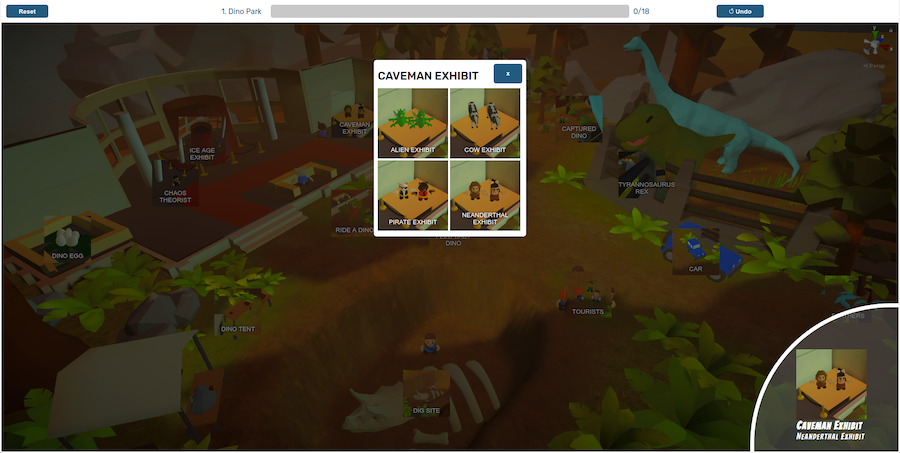 Reset
1. Dino Park
0/18
Undo
< Persp
CAVEMAN EXHIBIT
x
ALIEN EXHIBIT
COW EXHIBIT
PIRATE EXHIBIT
NEANDERTHAL
EXHIBIT
CAVEMAN
EXHIBIT
CAPTURED
DINO
ICE AGE
EXHIBIT
CHAOS
THEORIST
TYRANNOSAURUS
REX
RIDE A DINO
DINO
DINO EGG
CAR
TOURISTS
DINO TENT
DIG SITE
Caveman Exhibit
Neanderthal Exhibit